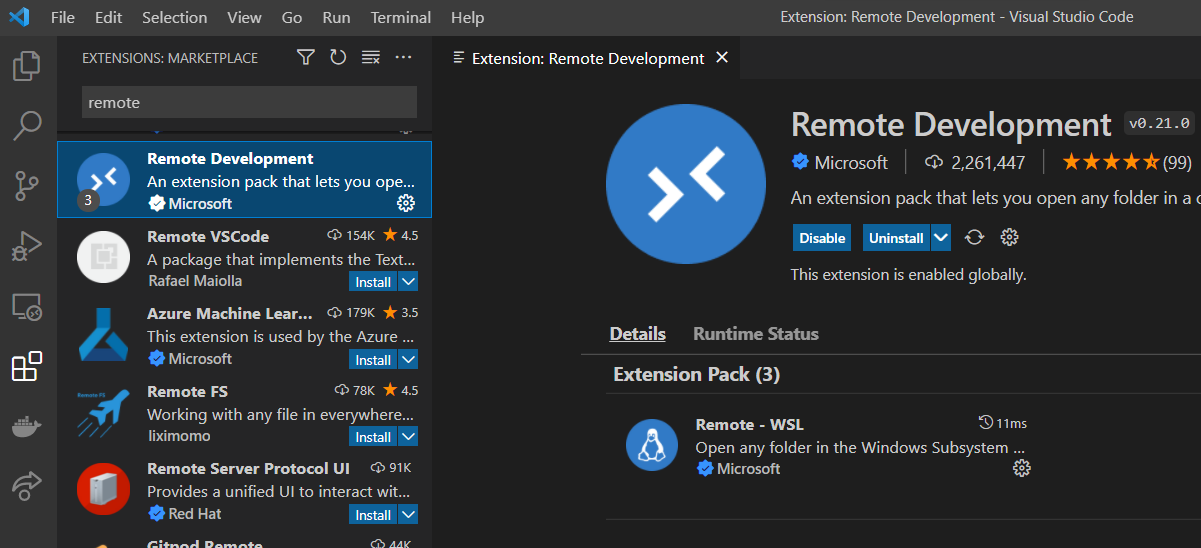 File Edit Selection View Go Run Terminal Help
Extension: Remote Development - Visual Studio Code
EXTENSIONS: MARKETPLACE
remote
Remote Development
An extension pack that lets you ope...
3
Microsoft
Remote VSCode 154K 4.5
A package that implements the Text...
Rafael Maiolla Install
Azure Machine Lear... 179K 3.5
This extension is used by the Azure ...
Microsoft Install
Remote FS 78K 4.5
Remote FS
Working with any file in everywhere...
liximomo Install
Remote Server Protocol UI 91K
Provides a unified UI to interact wit...
Red Hat Install
Gitpod Remote 44K
Extension: Remote Development
Remote Development v0.21.0
Microsoft 2,261,447 (99)
An extension pack that lets you open any folder in a
Disable Uninstall
This extension is enabled globally.
Details Runtime Status
Extension Pack (3)
Remote - WSL 11ms
Open any folder in the Windows Subsystem ...
Microsoft